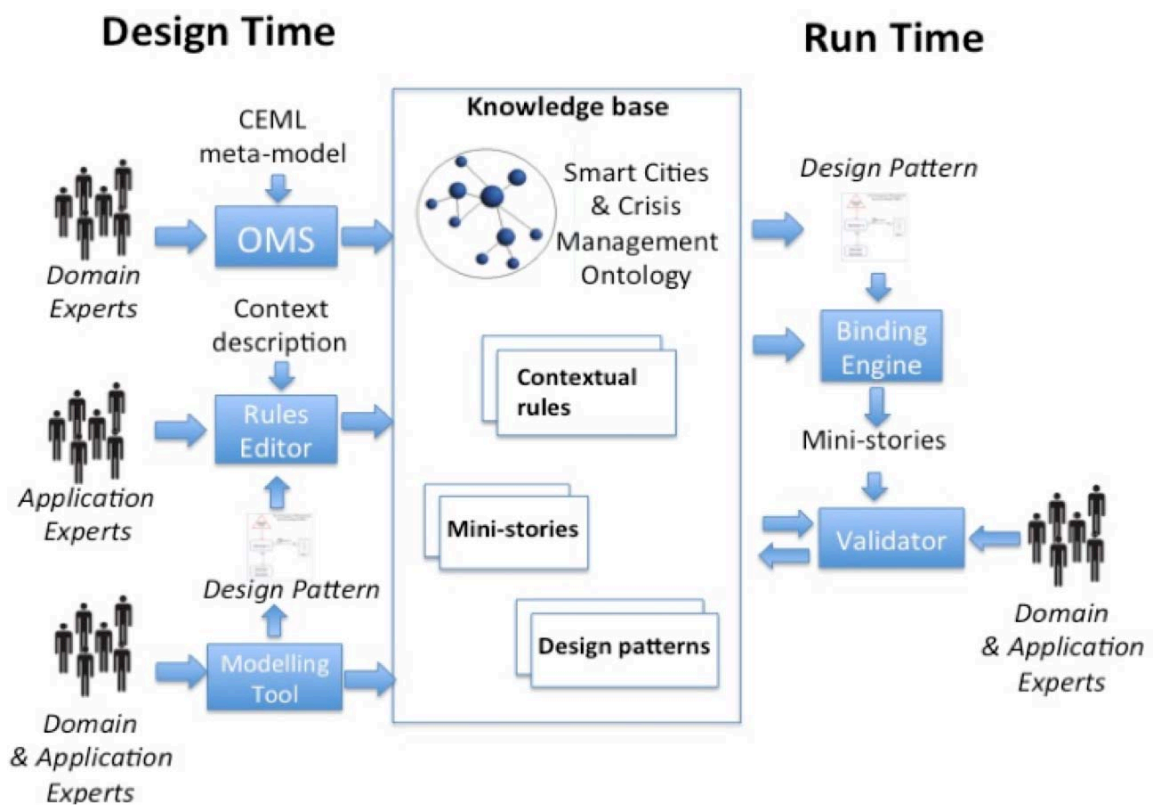 Design Time
Run Time
CEML
meta-model
OMS
Domain
Experts
Context
description
Rules
Editor
Application
Experts
Design Pattern
Modelling
Tool
Domain
& Application
Experts
Knowledge base
Smart Cities
& Crisis
Management
Ontology
Contextual
rules
Mini-stories
Design patterns
Design Pattern
Binding
Engine
Mini-stories
Validator
Domain
& Application
Experts